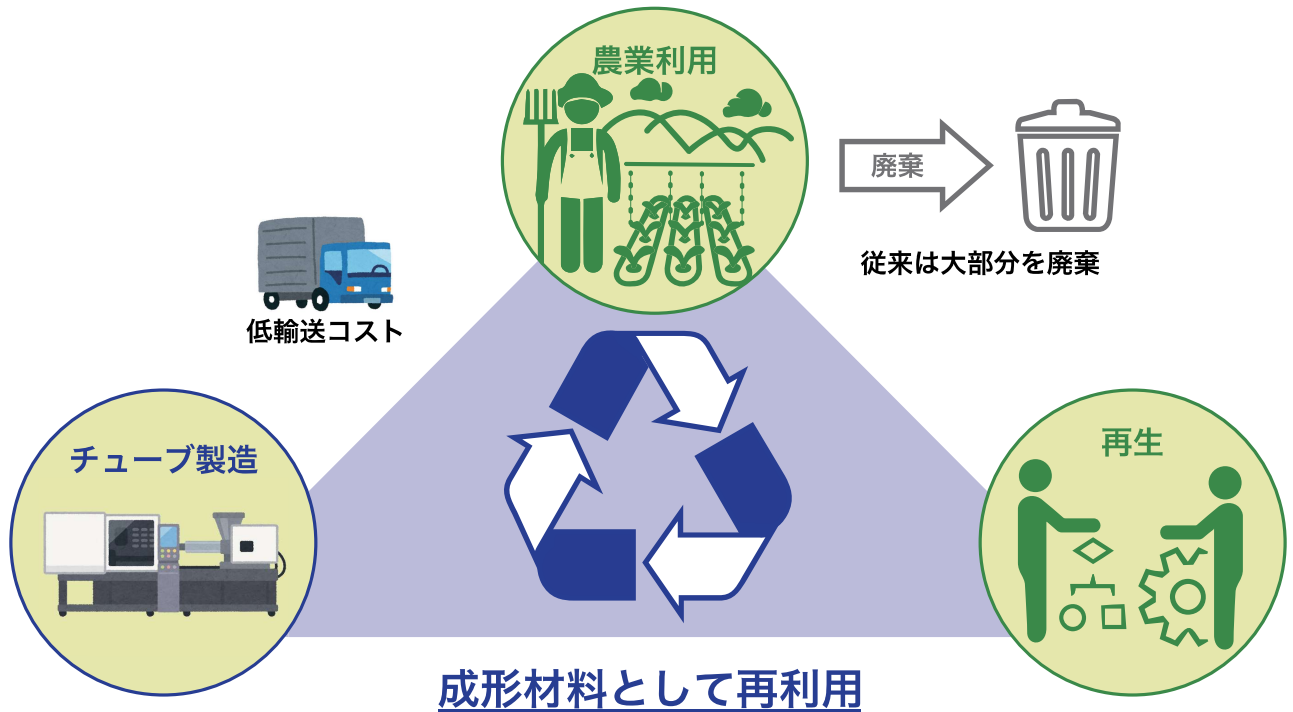 農業利用
廃棄
従来は大部分を廃棄
低輸送コスト
チューブ製造
再生
成形材料として再利用